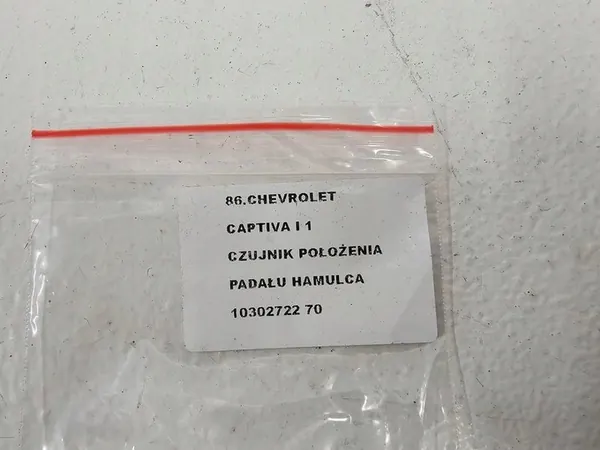 86.CHEVROLET
CAPTIVA I 1
CZUJNIK POŁOŻENIA
PADAŁU HAMULCA
10302722 70